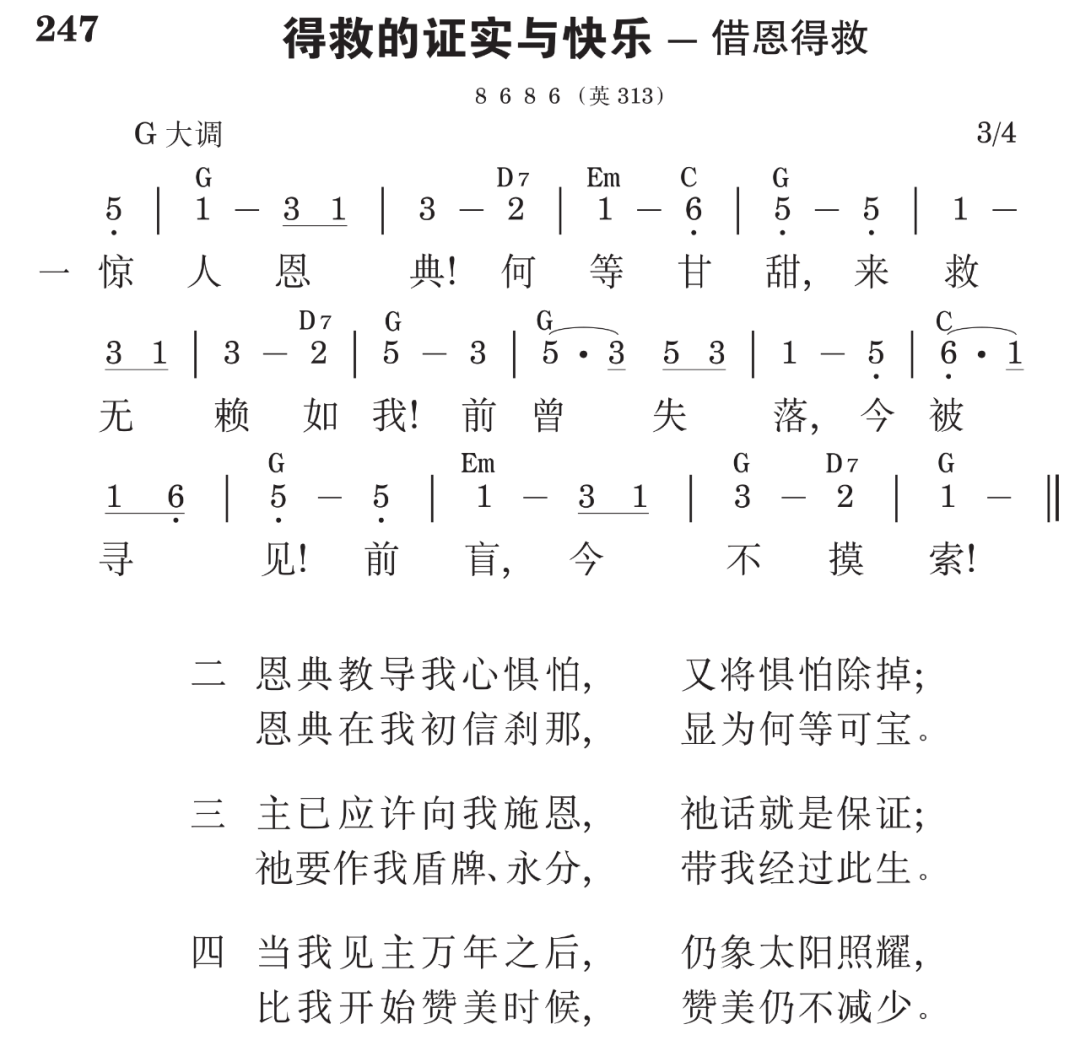 247 得救的证实与快乐 — 借恩得救
8 6 8 6（英 313）
G 大调 3/4
G D7 Em C G
5̣ | 1 – 3 1 | 3 – 2 | 1 – 6̣ | 5̣ – 5̣ | 1 –
一 惊 人 恩 典! 何 等 甘 甜, 来 救
D7 G G C
3 1 | 3 – 2 | 5 – 3 | 5 · 3 5 3 | 1 – 5̣ | 6̣ · 1
无 赖 如 我! 前 曾 失 落, 今 被
G Em G D7 G
1 6̣ | 5̣ – 5̣ | 1 – 3 1 | 3 – 2 | 1 – ‖
寻 见! 前 盲, 今 不 摸 索!
二 恩典教导我心惧怕, 又将惧怕除掉;
恩典在我初信刹那, 显为何等可宝。
三 主已应许向我施恩, 祂话就是保证;
祂要作我盾牌、永分, 带我经过此生。
四 当我见主万年之后, 仍象太阳照耀,
比我开始赞美时候, 赞美仍不减少。